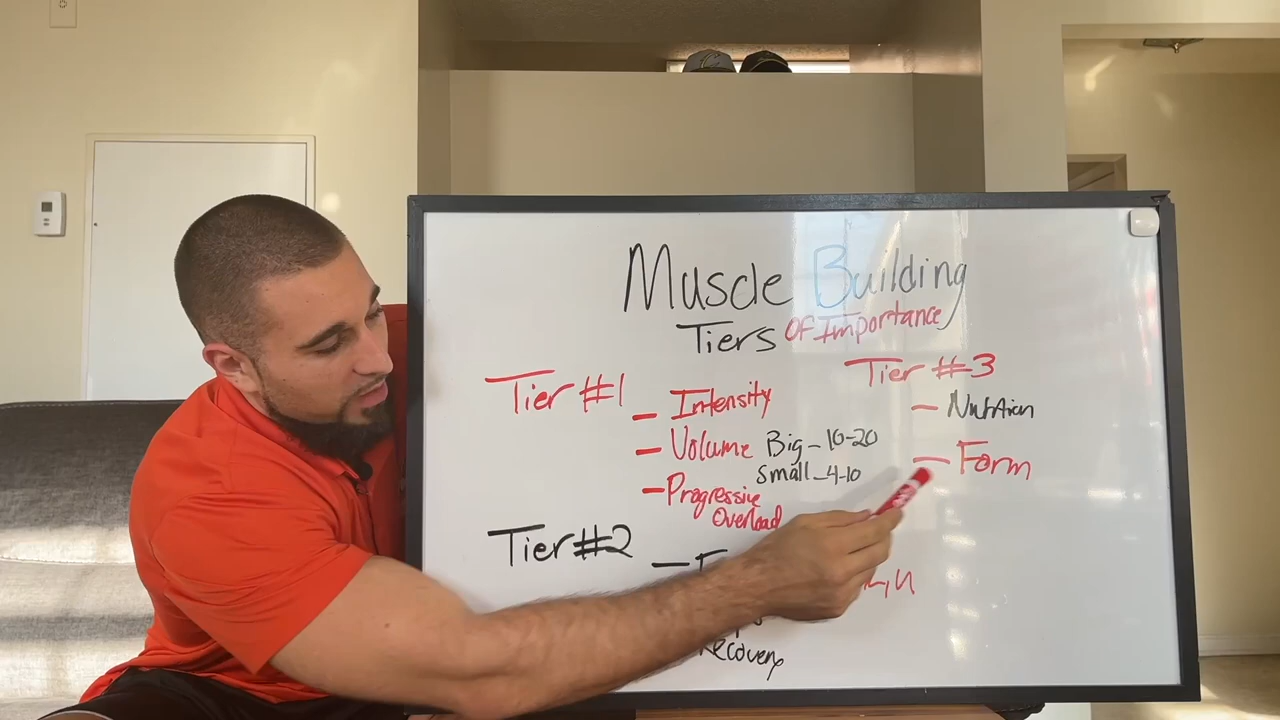 Muscle Building
Tiers Of Importance
Tier #1
- Intensity
- Volume Big - 10-20
Small - 4-10
- Progressive
Overload
Tier #2
Recovery
Tier #3
- Nutrition
- Form